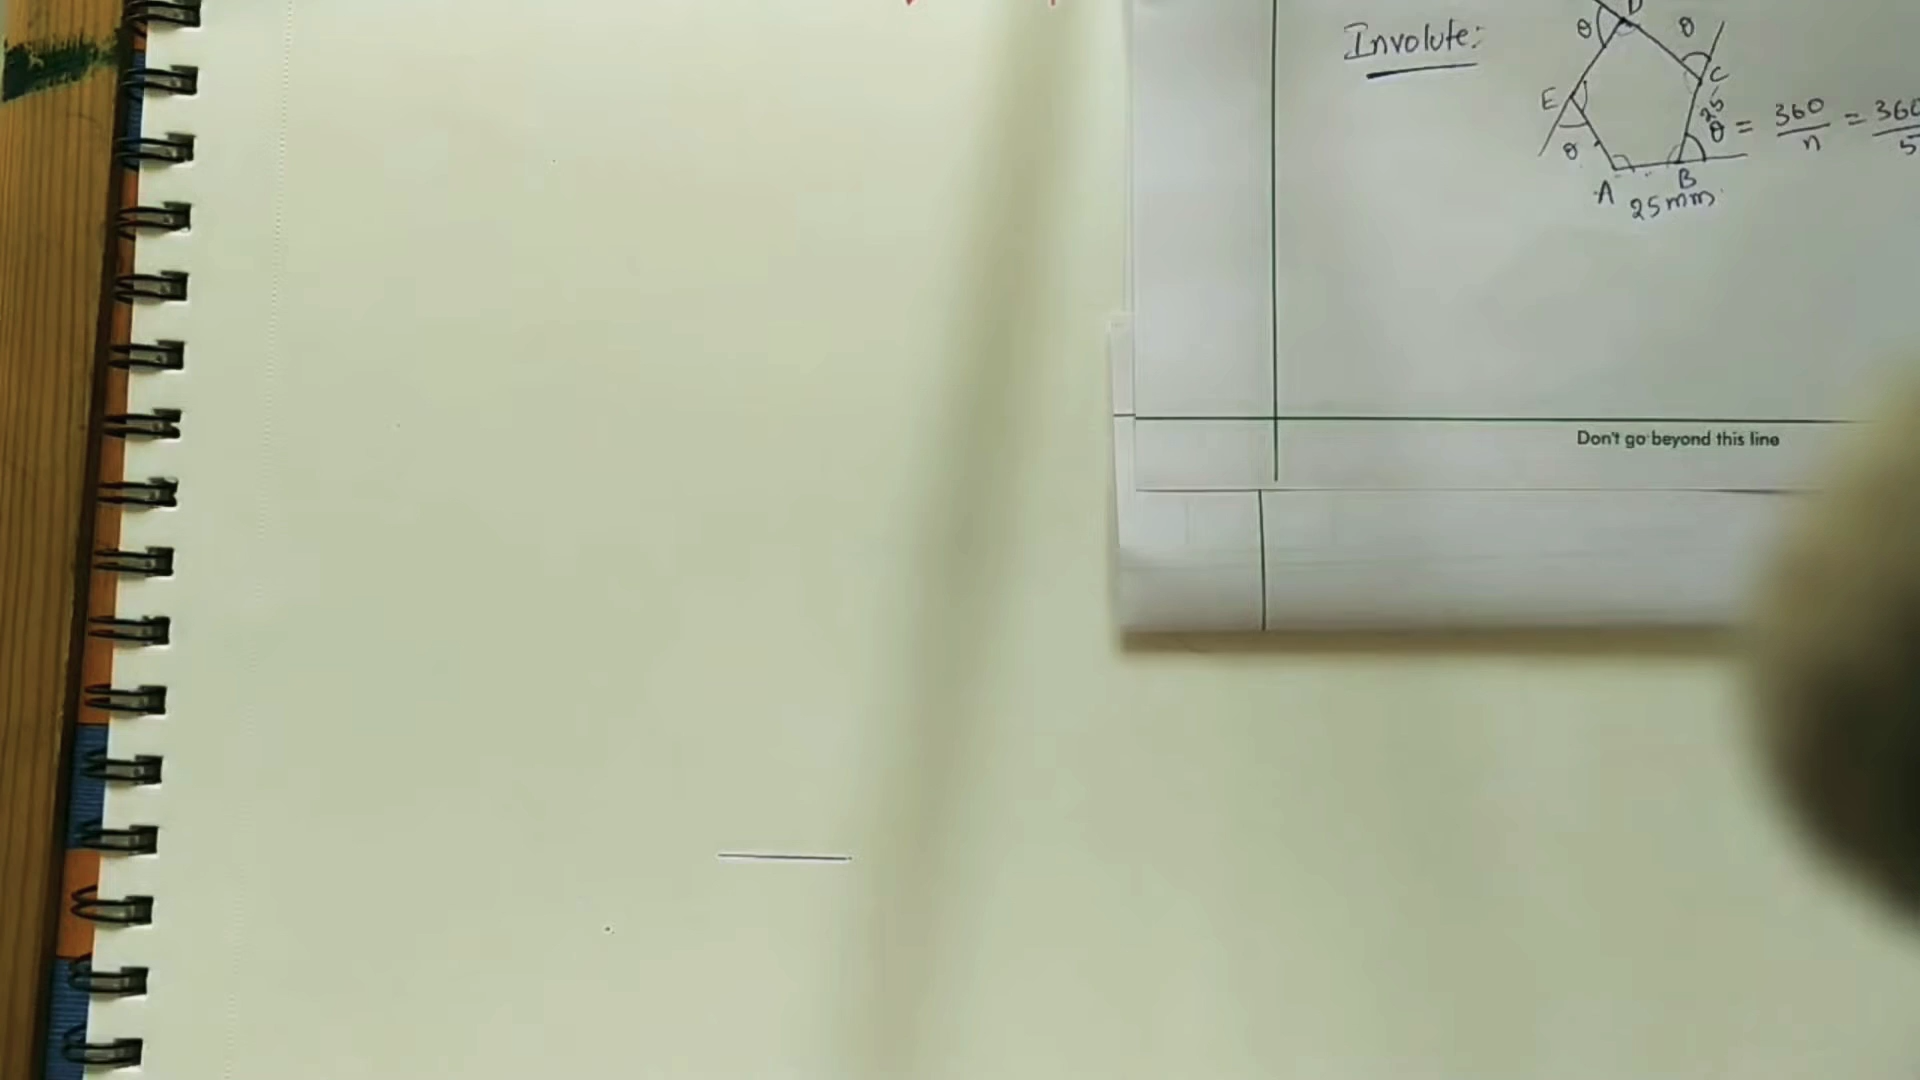 Involute:
D
θ
θ
C
E
25
θ = 360/n = 360/5
θ
A
B
25mm
Don't go beyond this line